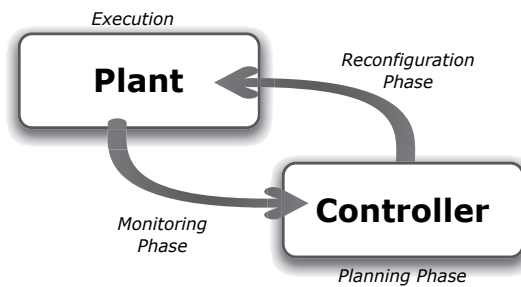 Execution
Plant
Reconfiguration
Phase
Controller
Monitoring
Phase
Planning Phase